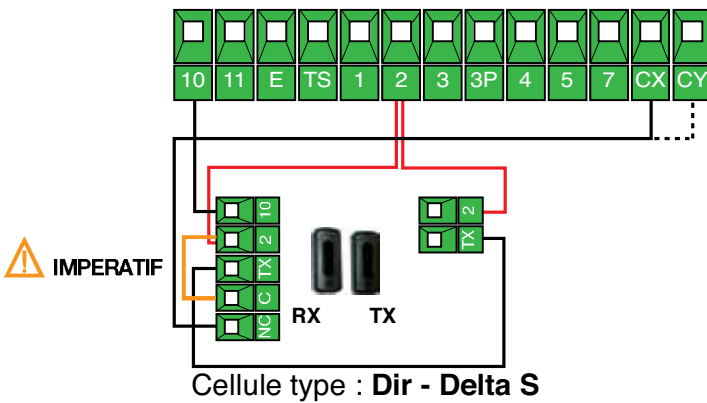 10 11 E TS 1 2 3 3P 4 5 7 CX CY
10
2
TX
C
NC
2
TX
IMPERATIF
RX TX
Cellule type : Dir - Delta S